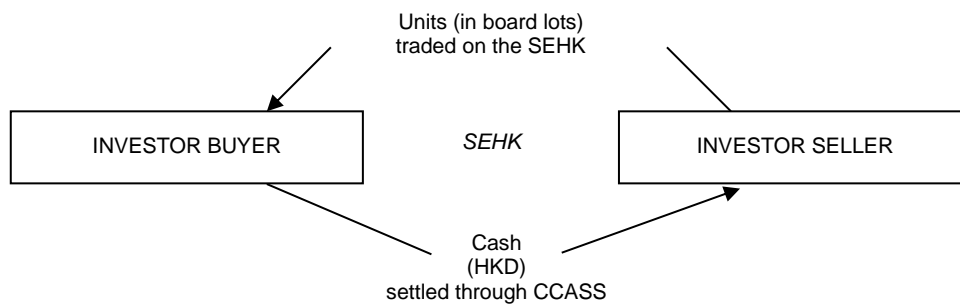 Units (in board lots)
traded on the SEHK
INVESTOR BUYER
SEHK
INVESTOR SELLER
Cash
(HKD)
settled through CCASS